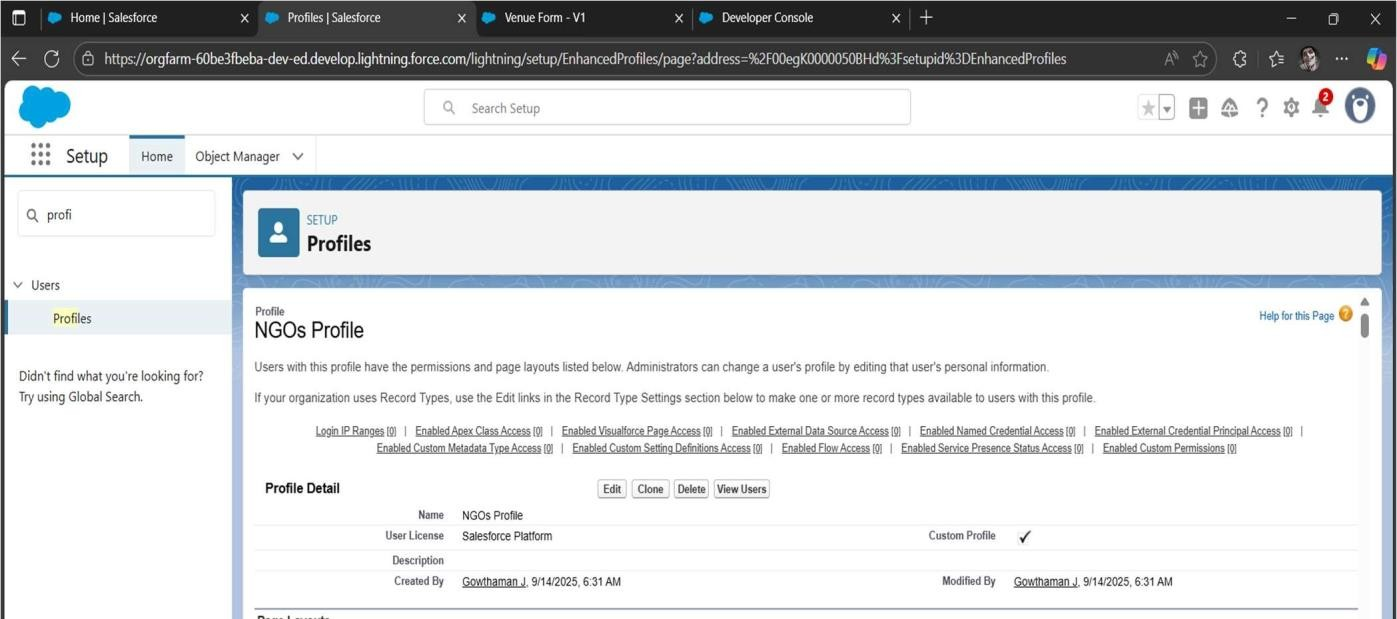 Home | Salesforce
Profiles | Salesforce
Venue Form - V1
Developer Console
https://orgfarm-60be3fbeba-dev-ed.develop.lightning.force.com/lightning/setup/EnhancedProfiles/page?address=%2F00egK0000050BHd%3Fsetupid%3DEnhancedProfiles
Search Setup
2
Setup Home Object Manager
profi
SETUP
Profiles
Users
Profiles
Didn't find what you're looking for?
Try using Global Search.
Profile
NGOs Profile
Help for this Page ?
Users with this profile have the permissions and page layouts listed below. Administrators can change a user's profile by editing that user's personal information.
If your organization uses Record Types, use the Edit links in the Record Type Settings section below to make one or more record types available to users with this profile.
Login IP Ranges [0] | Enabled Apex Class Access [0] | Enabled Visualforce Page Access [0] | Enabled External Data Source Access [0] | Enabled Named Credential Access [0] | Enabled External Credential Principal Access [0] |
Enabled Custom Metadata Type Access [0] | Enabled Custom Setting Definitions Access [0] | Enabled Flow Access [0] | Enabled Service Presence Status Access [0] | Enabled Custom Permissions [0]
Profile Detail Edit Clone Delete View Users
Name NGOs Profile
User License Salesforce Platform Custom Profile ✓
Description
Created By Gowthaman J, 9/14/2025, 6:31 AM Modified By Gowthaman J, 9/14/2025, 6:31 AM